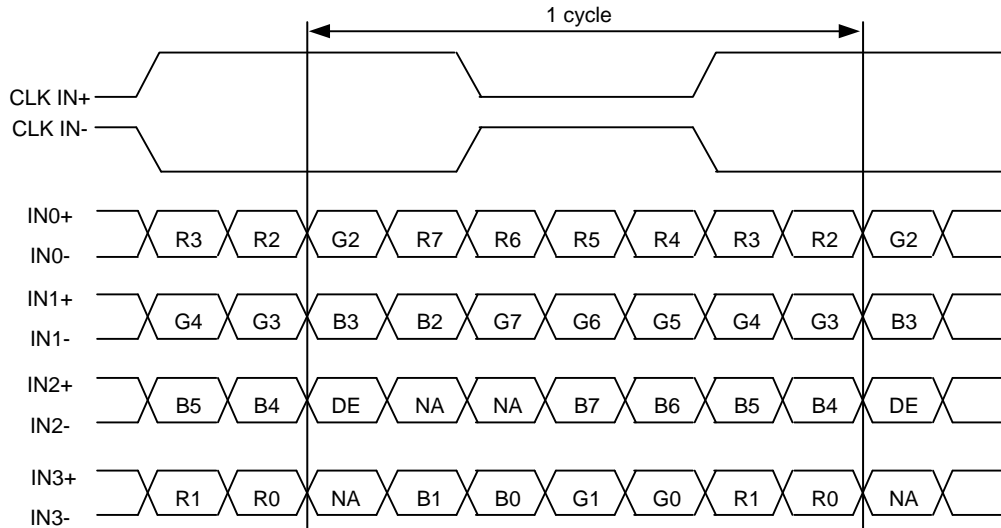 1 cycle
CLK IN+
CLK IN-
IN0+
R3 R2 G2 R7 R6 R5 R4 R3 R2 G2
IN0-
IN1+
G4 G3 B3 B2 G7 G6 G5 G4 G3 B3
IN1-
IN2+
B5 B4 DE NA NA B7 B6 B5 B4 DE
IN2-
IN3+
R1 R0 NA B1 B0 G1 G0 R1 R0 NA
IN3-